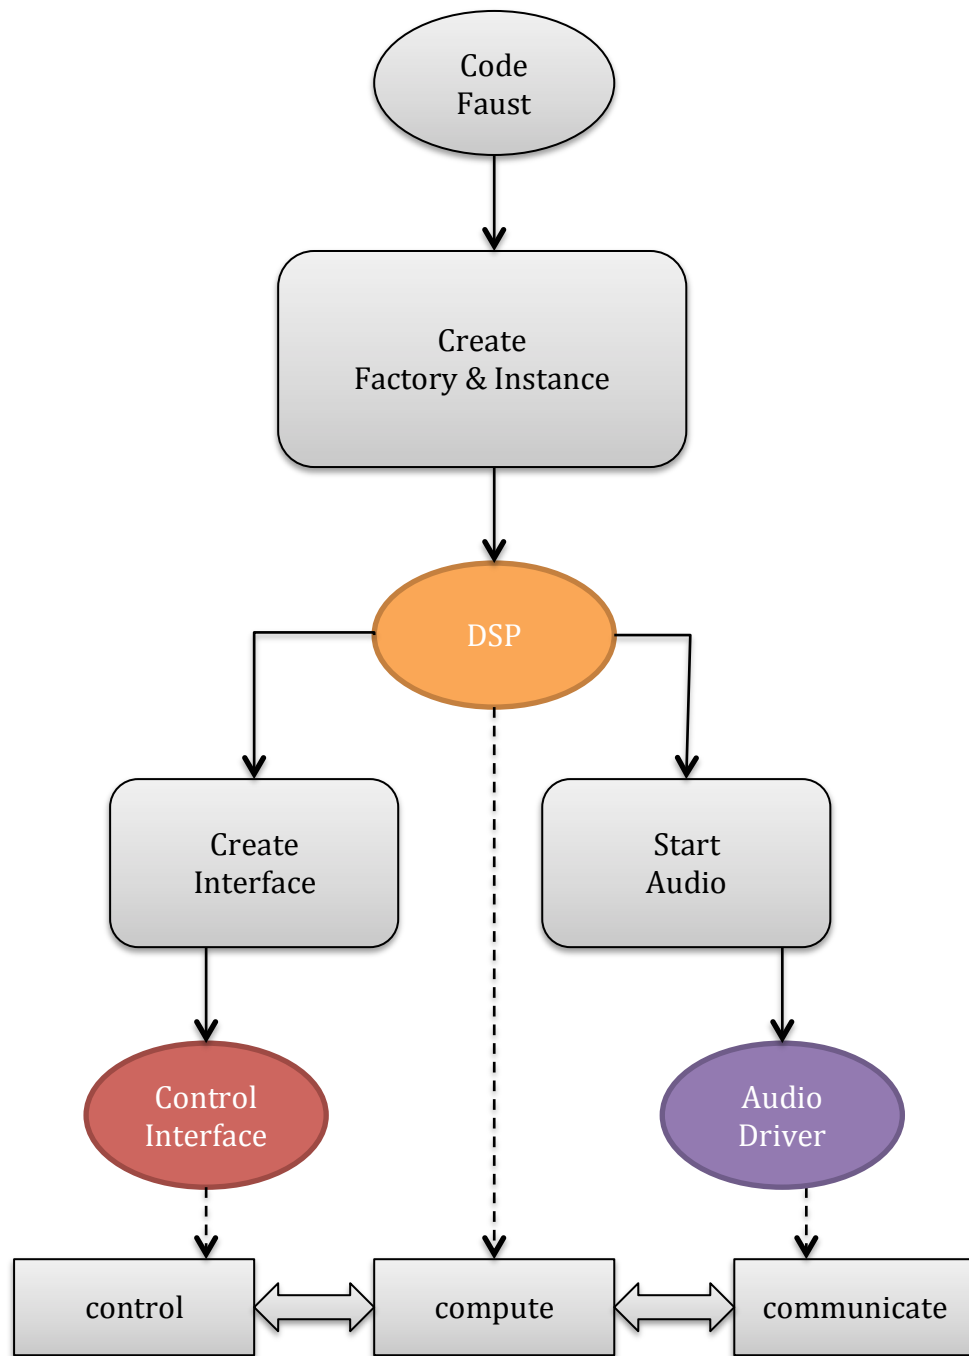 Code
Faust
Create
Factory & Instance
DSP
Create
Interface
Start
Audio
Control
Interface
Audio
Driver
control
compute
communicate